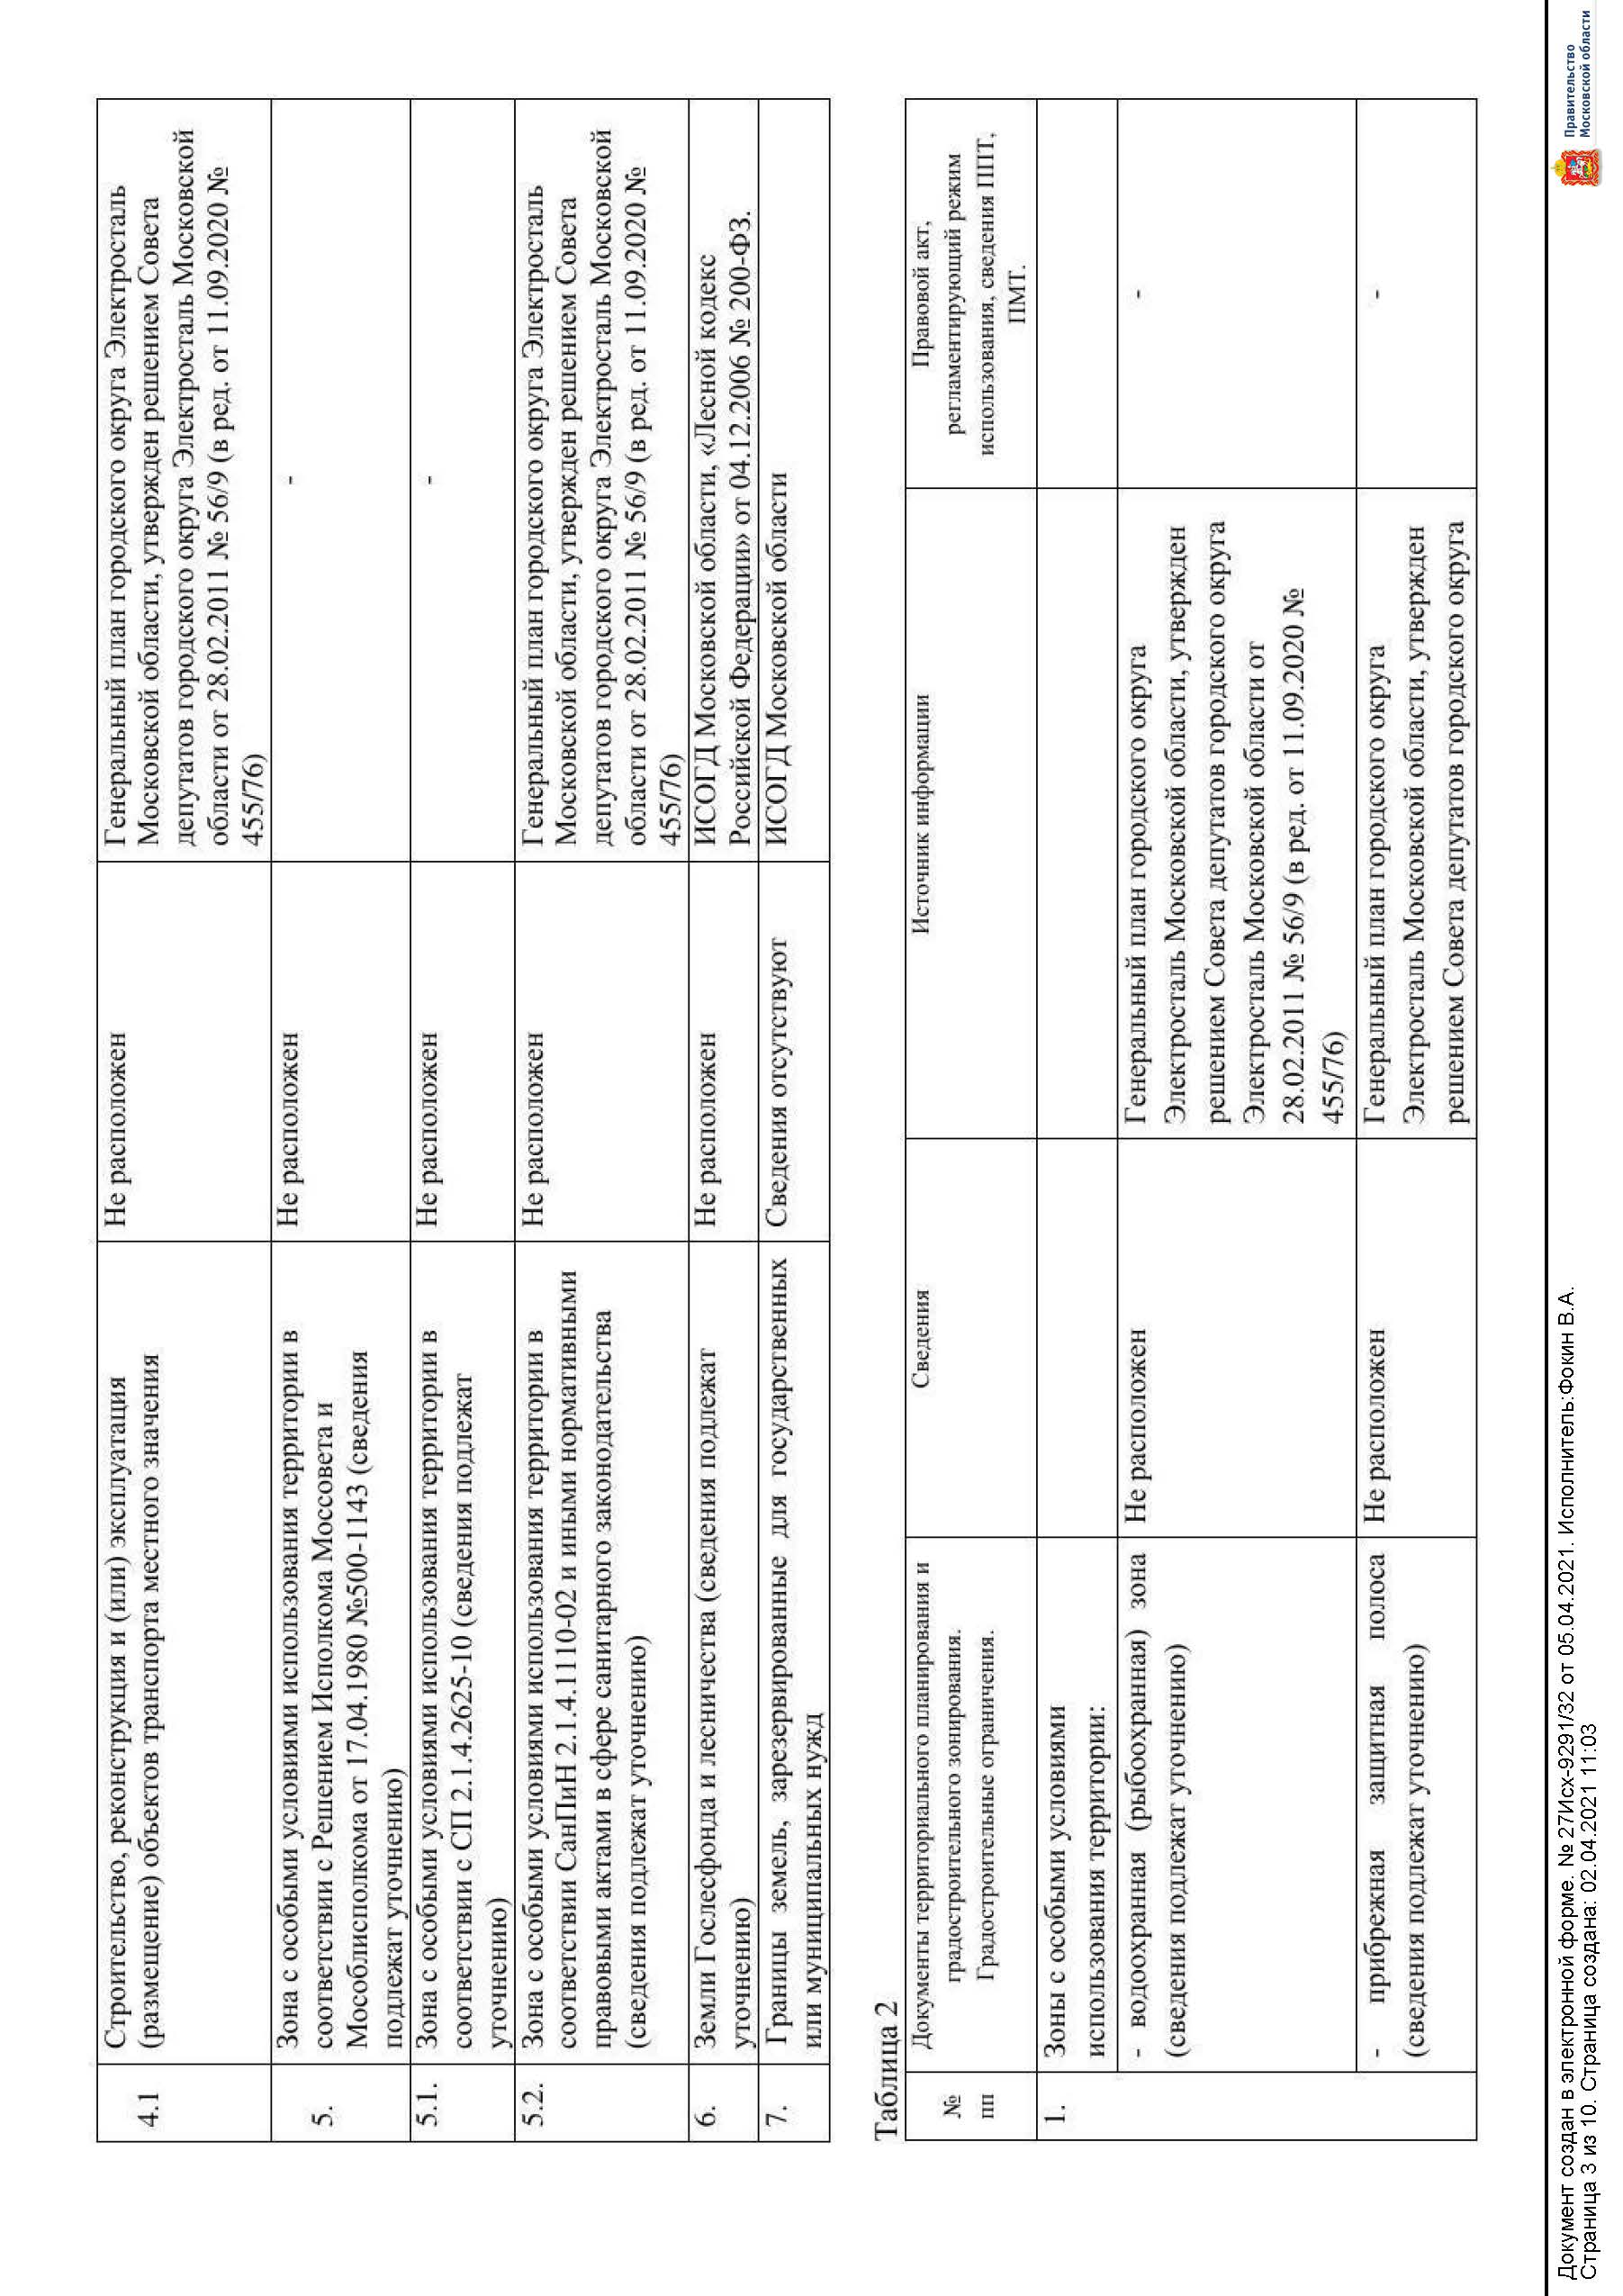 4.1
Строительство, реконструкция и (или) эксплуатация
(размещение) объектов транспорта местного значения
Не расположен
Генеральный план городского округа Электросталь
Московской области, утвержден решением Совета
депутатов городского округа Электросталь Московской
области от 28.02.2011 № 56/9 (в ред. от 11.09.2020 №
455/76)
5.
Зона с особыми условиями использования территории в
соответствии с Решением Исполкома Моссовета и
Мособлисполкома от 17.04.1980 №500-1143 (сведения
подлежат уточнению)
Не расположен
-
5.1.
Зона с особыми условиями использования территории в
соответствии с СП 2.1.4.2625-10 (сведения подлежат
уточнению)
Не расположен
-
5.2.
Зона с особыми условиями использования территории в
соответствии СанПиН 2.1.4.1110-02 и иными нормативными
правовыми актами в сфере санитарного законодательства
(сведения подлежат уточнению)
Не расположен
Генеральный план городского округа Электросталь
Московской области, утвержден решением Совета
депутатов городского округа Электросталь Московской
области от 28.02.2011 № 56/9 (в ред. от 11.09.2020 №
455/76)
6.
Земли Гослесфонда и лесничества (сведения подлежат
уточнению)
Не расположен
ИСОГД Московской области, «Лесной кодекс
Российской Федерации» от 04.12.2006 № 200-ФЗ.
7.
Границы земель, зарезервированные для государственных
или муниципальных нужд
Сведения отсутствуют
ИСОГД Московской области
Таблица 2
№
пп
Документы территориального планирования и
градостроительного зонирования.
Градостроительные ограничения.
Сведения
Источник информации
Правовой акт,
регламентирующий режим
использования, сведения ППТ,
ПМТ.
1.
Зоны с особыми условиями
использования территории:
- водоохранная (рыбоохранная) зона
(сведения подлежат уточнению)
Не расположен
Генеральный план городского округа
Электросталь Московской области, утвержден
решением Совета депутатов городского округа
Электросталь Московской области от
28.02.2011 № 56/9 (в ред. от 11.09.2020 №
455/76)
-
- прибрежная защитная полоса
(сведения подлежат уточнению)
Не расположен
Генеральный план городского округа
Электросталь Московской области, утвержден
решением Совета депутатов городского округа
-
Документ создан в электронной форме. № 27Исх-9291/32 от 05.04.2021. Исполнитель:Фокин В.А.
Страница 3 из 10. Страница создана: 02.04.2021 11:03
Правительство
Московской области